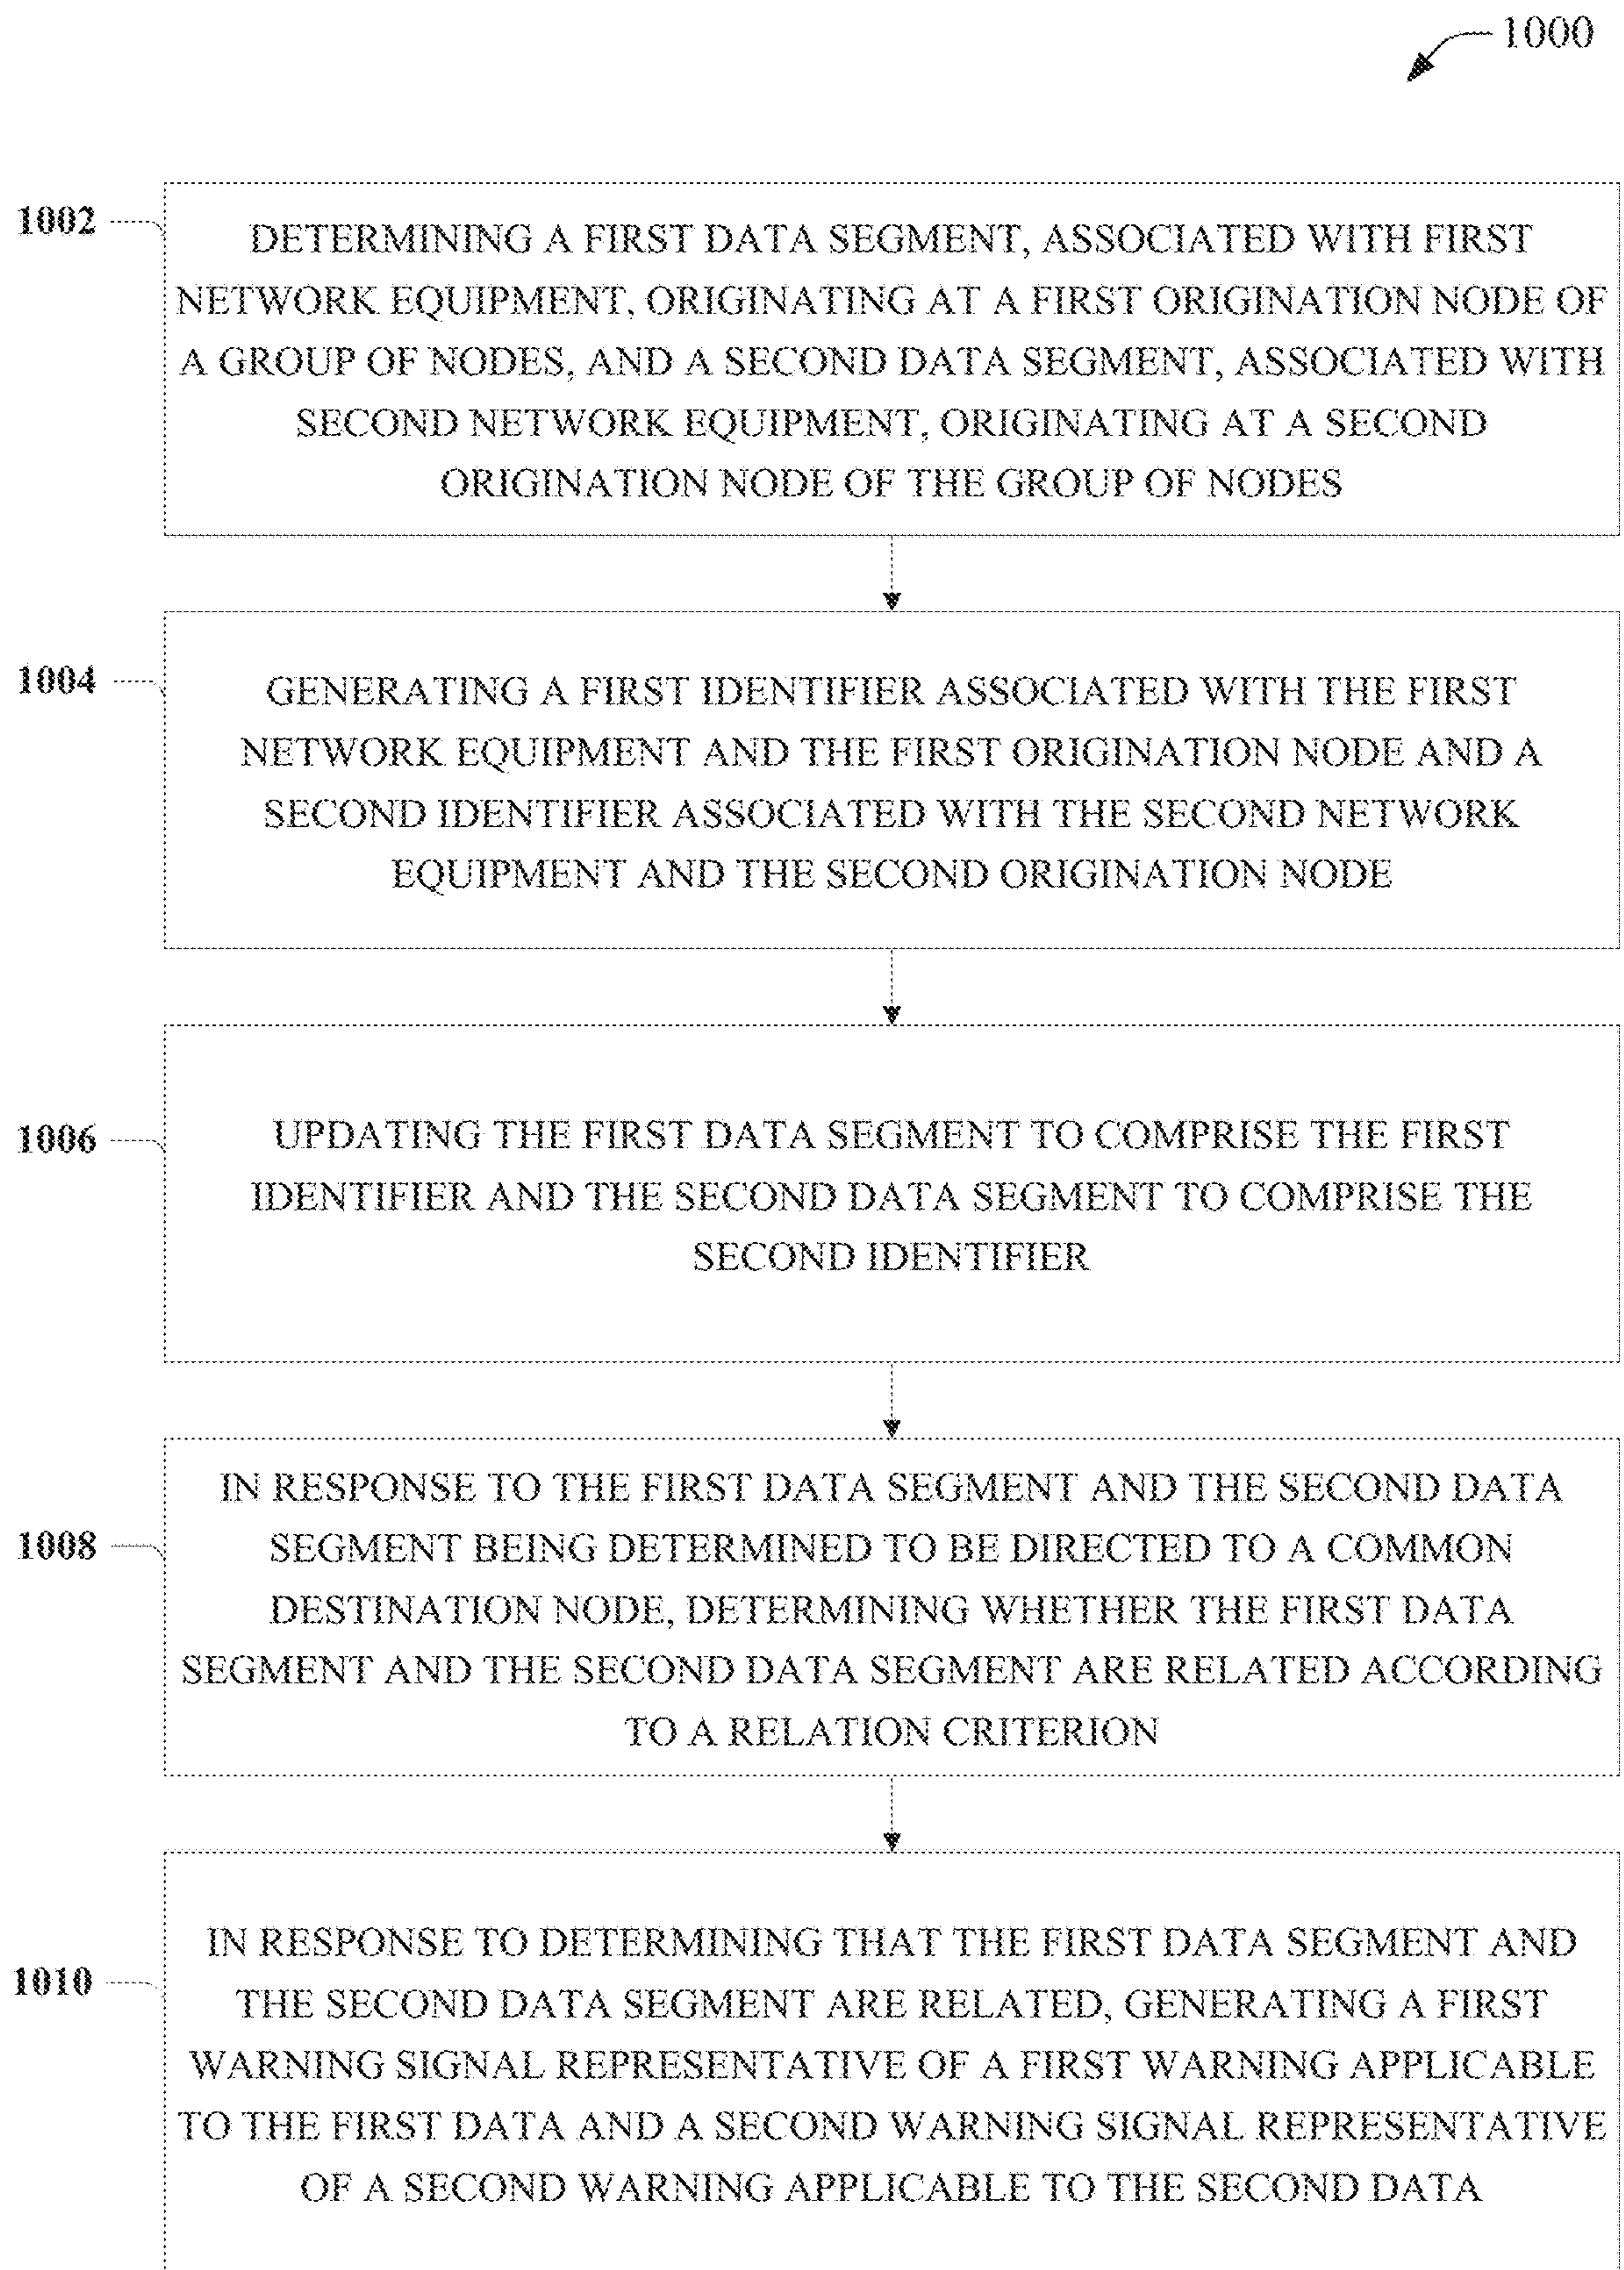 1000
1002
DETERMINING A FIRST DATA SEGMENT, ASSOCIATED WITH FIRST
NETWORK EQUIPMENT, ORIGINATING AT A FIRST ORIGINATION NODE OF
A GROUP OF NODES, AND A SECOND DATA SEGMENT, ASSOCIATED WITH
SECOND NETWORK EQUIPMENT, ORIGINATING AT A SECOND
ORIGINATION NODE OF THE GROUP OF NODES
1004
GENERATING A FIRST IDENTIFIER ASSOCIATED WITH THE FIRST
NETWORK EQUIPMENT AND THE FIRST ORIGINATION NODE AND A
SECOND IDENTIFIER ASSOCIATED WITH THE SECOND NETWORK
EQUIPMENT AND THE SECOND ORIGINATION NODE
1006
UPDATING THE FIRST DATA SEGMENT TO COMPRISE THE FIRST
IDENTIFIER AND THE SECOND DATA SEGMENT TO COMPRISE THE
SECOND IDENTIFIER
1008
IN RESPONSE TO THE FIRST DATA SEGMENT AND THE SECOND DATA
SEGMENT BEING DETERMINED TO BE DIRECTED TO A COMMON
DESTINATION NODE, DETERMINING WHETHER THE FIRST DATA
SEGMENT AND THE SECOND DATA SEGMENT ARE RELATED ACCORDING
TO A RELATION CRITERION
1010
IN RESPONSE TO DETERMINING THAT THE FIRST DATA SEGMENT AND
THE SECOND DATA SEGMENT ARE RELATED, GENERATING A FIRST
WARNING SIGNAL REPRESENTATIVE OF A FIRST WARNING APPLICABLE
TO THE FIRST DATA AND A SECOND WARNING SIGNAL REPRESENTATIVE
OF A SECOND WARNING APPLICABLE TO THE SECOND DATA